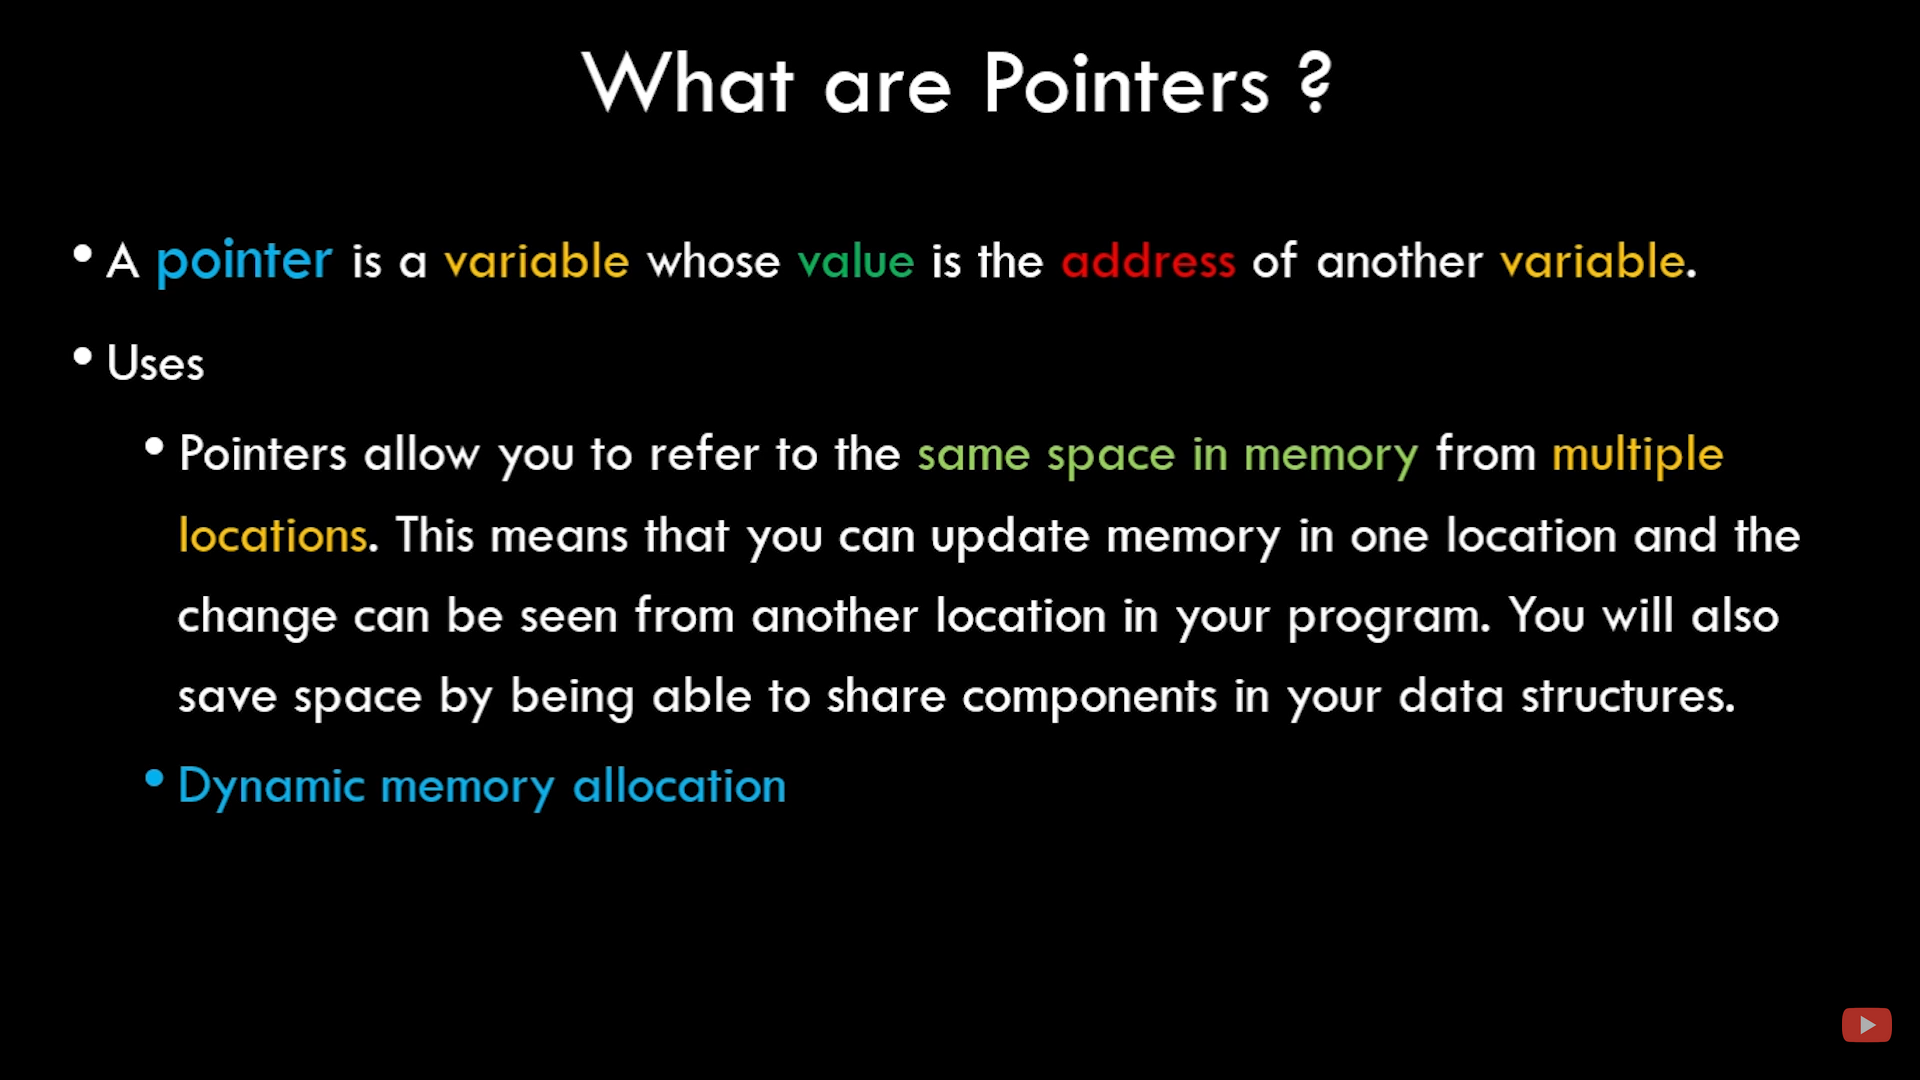 What are Pointers ?
• A pointer is a variable whose value is the address of another variable.
• Uses
• Pointers allow you to refer to the same space in memory from multiple
locations. This means that you can update memory in one location and the
change can be seen from another location in your program. You will also
save space by being able to share components in your data structures.
• Dynamic memory allocation